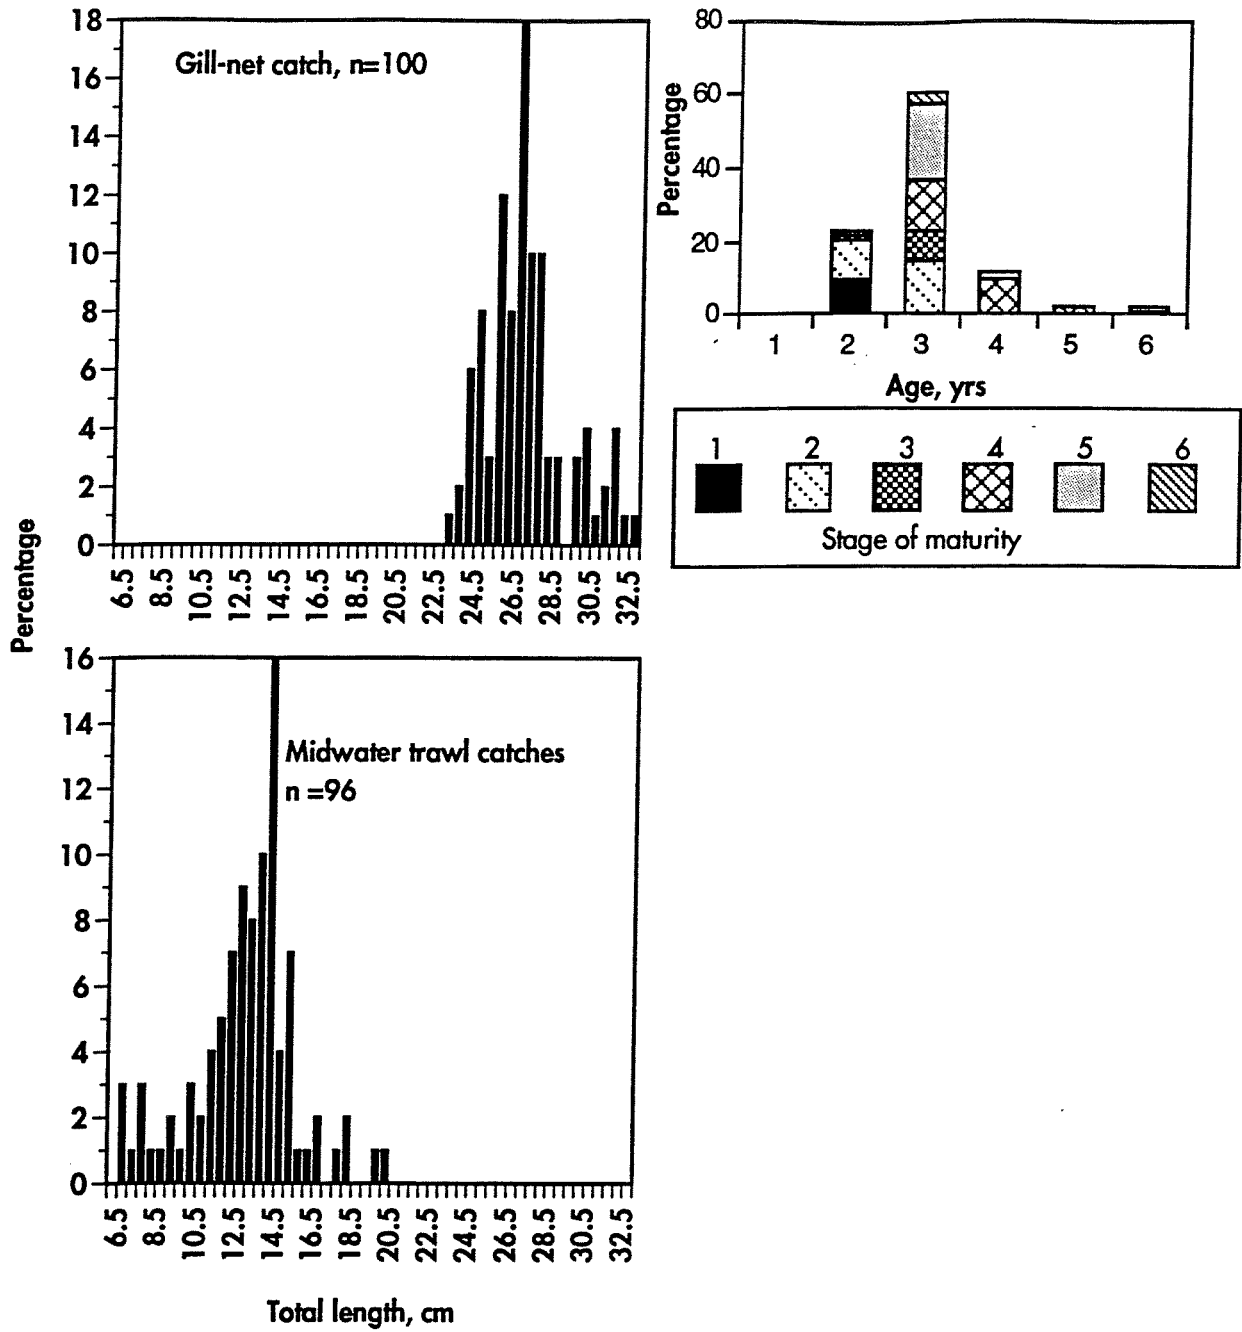 Percentage
18
16
14
12
10
8
6
4
2
0
Gill-net catch, n=100
6.5 8.5 10.5 12.5 14.5 16.5 18.5 20.5 22.5 24.5 26.5 28.5 30.5 32.5
16
14
12
10
8
6
4
2
0
Midwater trawl catches
n =96
6.5 8.5 10.5 12.5 14.5 16.5 18.5 20.5 22.5 24.5 26.5 28.5 30.5 32.5
Total length, cm
Percentage
80
60
40
20
0
1 2 3 4 5 6
Age, yrs
1 2 3 4 5 6
Stage of maturity